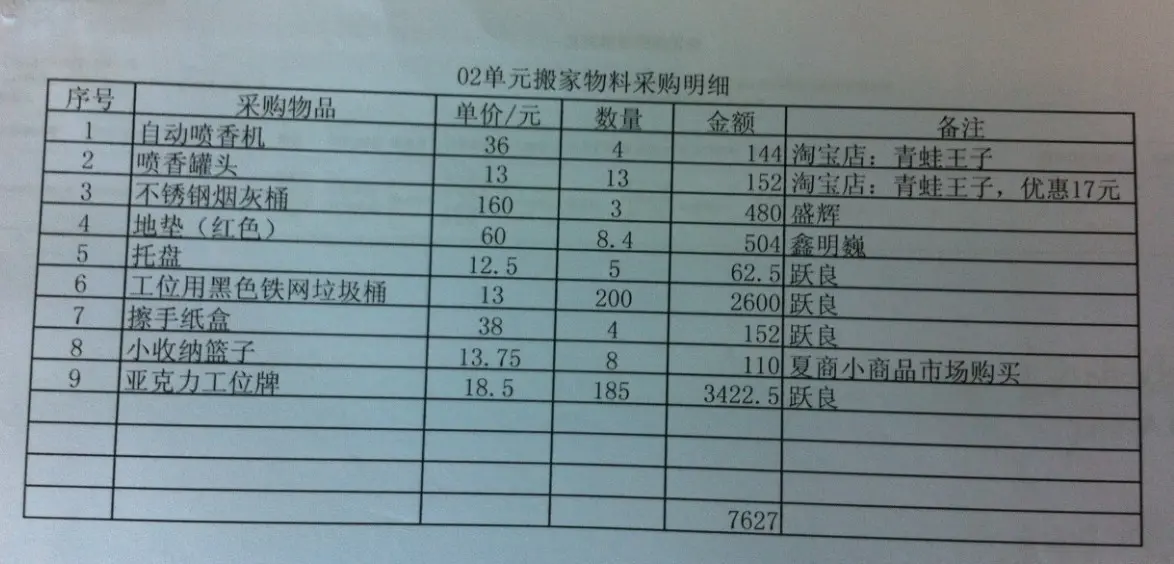 02单元搬家物料采购明细
序号 采购物品 单价/元 数量 金额 备注
1 自动喷香机 36 4 144 淘宝店：青蛙王子
2 喷香罐头 13 13 152 淘宝店：青蛙王子，优惠17元
3 不锈钢烟灰桶 160 3 480 盛辉
4 地垫（红色） 60 8.4 504 鑫明巍
5 托盘 12.5 5 62.5 跃良
6 工位用黑色铁网垃圾桶 13 200 2600 跃良
7 擦手纸盒 38 4 152 跃良
8 小收纳篮子 13.75 8 110 夏商小商品市场购买
9 亚克力工位牌 18.5 185 3422.5 跃良
7627